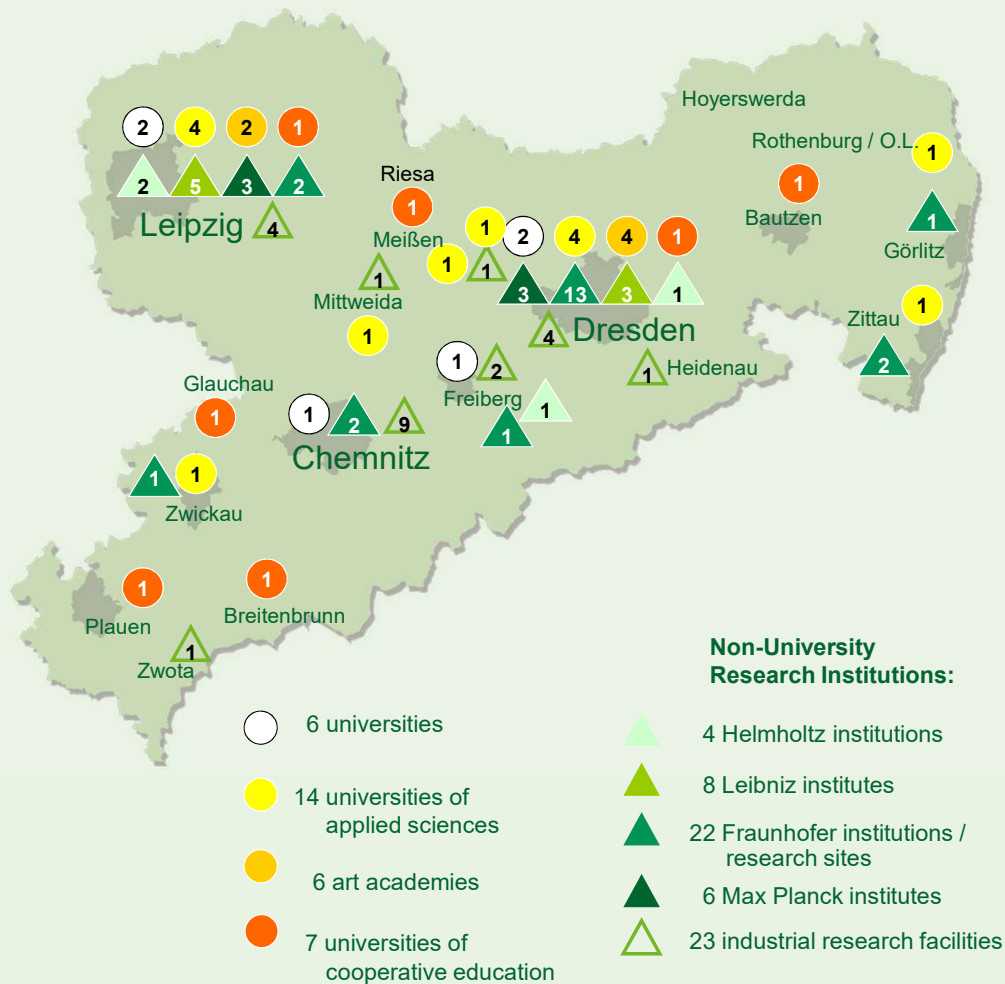 Hoyerswerda
2 4 2 1
Rothenburg / O.L.
1
2 5 3 2
Riesa
1
1
Bautzen
Leipzig
4
Meißen
1
2 4 4 1
1
Görlitz
1
1
1
3 13 3 1
Mittweida
1
4
Dresden
1
Zittau
2
1
2
1
Heidenau
Glauchau
Freiberg
1
1
1
2
9
1
Chemnitz
1
1
Zwickau
1
1
Plauen
Breitenbrunn
1
Zwota
Non-University
Research Institutions:
6 universities
14 universities of
applied sciences
6 art academies
7 universities of
cooperative education
4 Helmholtz institutions
8 Leibniz institutes
22 Fraunhofer institutions /
research sites
6 Max Planck institutes
23 industrial research facilities